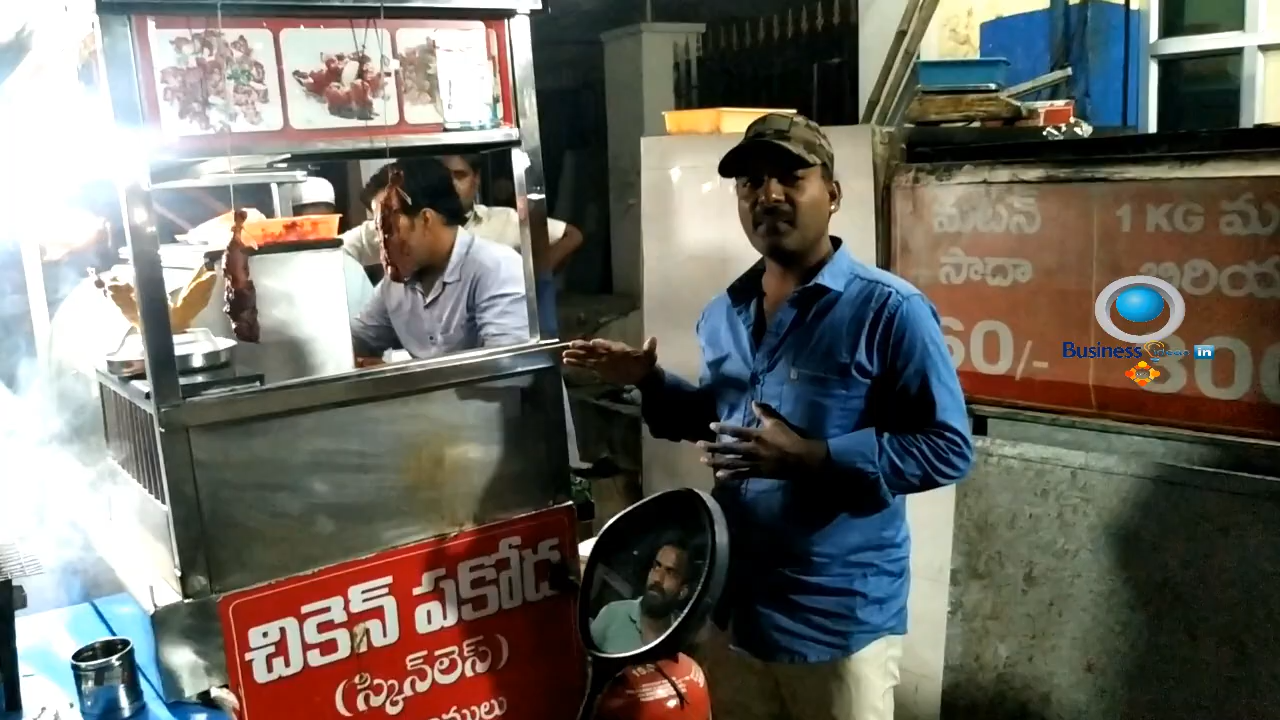 మటన్
సాదా
60/-
1 KG
300
Business in
చికెన్ పకోడ
(స్కిన్‌లెస్)